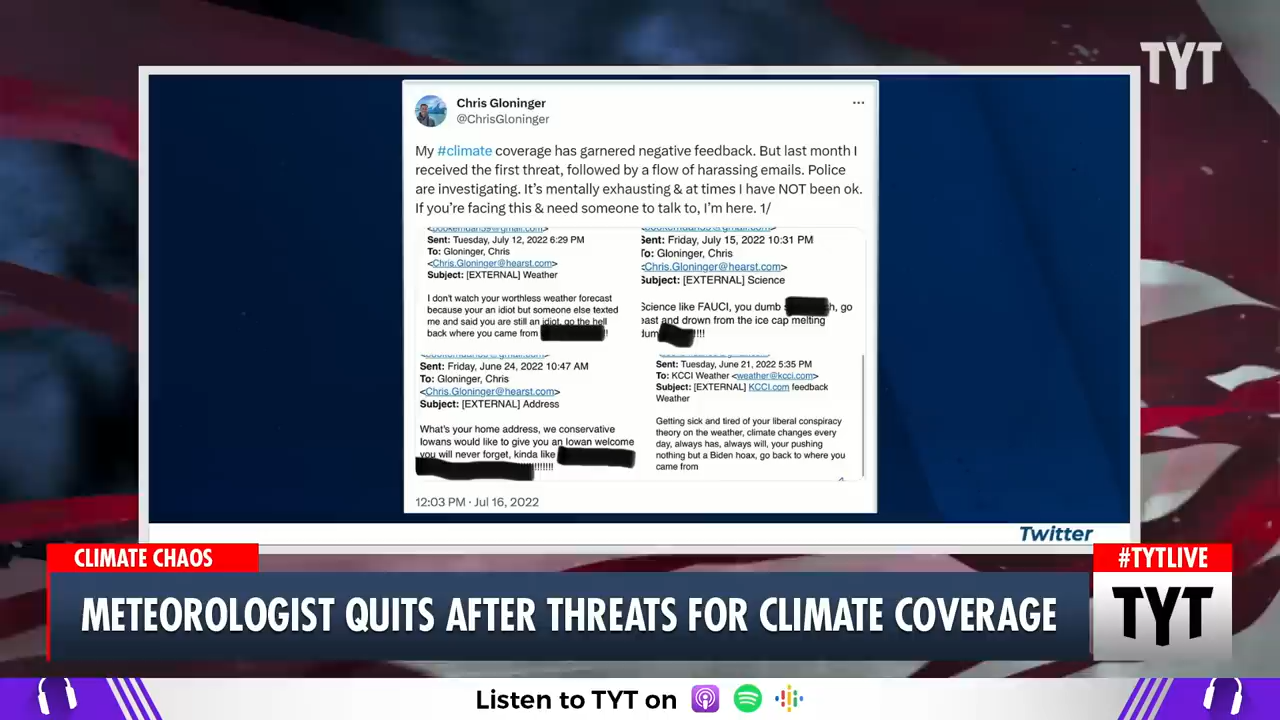 TYT
Chris Gloninger
@ChrisGloninger
My #climate coverage has garnered negative feedback. But last month I
received the first threat, followed by a flow of harassing emails. Police
are investigating. It's mentally exhausting & at times I have NOT been ok.
If you're facing this & need someone to talk to, I'm here. 1/
Sent: Tuesday, July 12, 2022 6:29 PM
To: Gloninger, Chris
<Chris.Gloninger@hearst.com>
Subject: [EXTERNAL] Weather
I don't watch your worthless weather forecast
because your an idiot but someone else texted
me and said you are still an idiot, go the hell
back where you came from !
Sent: Friday, July 15, 2022 10:31 PM
To: Gloninger, Chris
<Chris.Gloninger@hearst.com>
Subject: [EXTERNAL] Science
Science like FAUCI, you dumb h, go
east and drown from the ice cap melting
dum !!!
Sent: Friday, June 24, 2022 10:47 AM
To: Gloninger, Chris
<Chris.Gloninger@hearst.com>
Subject: [EXTERNAL] Address
What's your home address, we conservative
Iowans would like to give you an Iowan welcome
you will never forget, kinda like
!!!!!!!!
Sent: Tuesday, June 21, 2022 5:35 PM
To: KCCI Weather <weather@kcci.com>
Subject: [EXTERNAL] KCCI.com feedback
Weather
Getting sick and tired of your liberal conspiracy
theory on the weather, climate changes every
day, always has, always will, your pushing
nothing but a Biden hoax, go back to where you
came from
12:03 PM · Jul 16, 2022
Twitter
CLIMATE CHAOS
#TYTLIVE
METEOROLOGIST QUITS AFTER THREATS FOR CLIMATE COVERAGE
TYT
Listen to TYT on